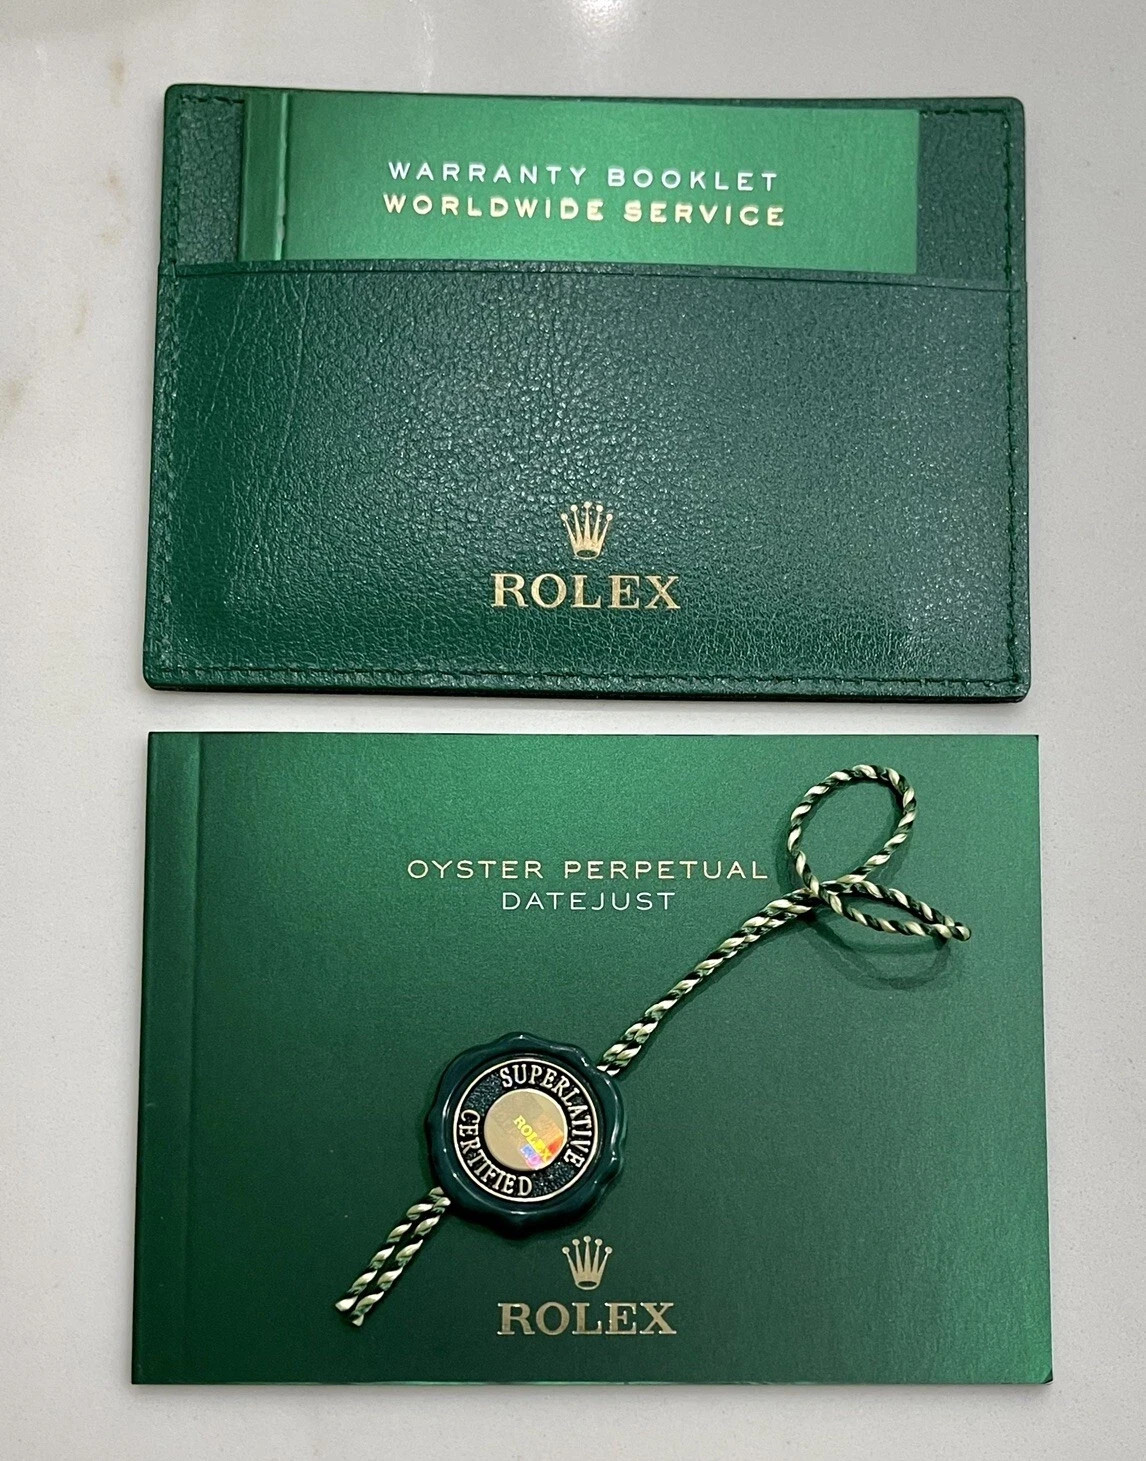 WARRANTY BOOKLET
WORLDWIDE SERVICE
ROLEX
OYSTER PERPETUAL
DATEJUST
SUPERLATIVE
ROLEX
CERTIFIED
ROLEX